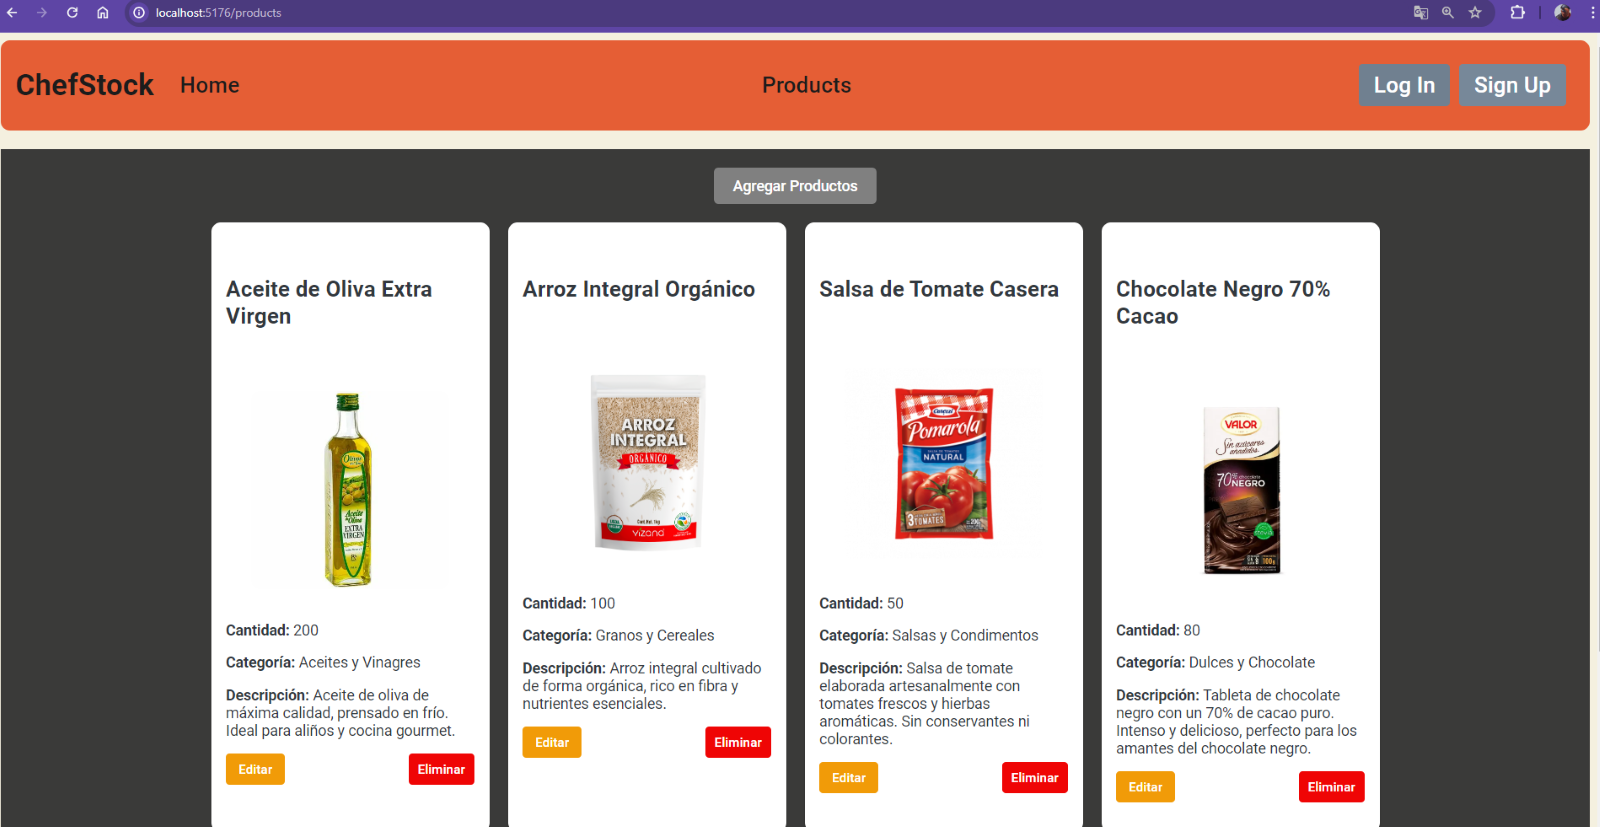 localhost:5176/products
ChefStock
Home
Products
Log In
Sign Up
Agregar Productos
Aceite de Oliva Extra
Virgen
Aceite
de Oliva
EXTRA
VIRGEN
Cantidad: 200
Categoría: Aceites y Vinagres
Descripción: Aceite de oliva de
máxima calidad, prensado en frío.
Ideal para aliños y cocina gourmet.
Editar
Eliminar
Arroz Integral Orgánico
ARROZ
INTEGRAL
ORGÁNICO
vizana
Cantidad: 100
Categoría: Granos y Cereales
Descripción: Arroz integral cultivado
de forma orgánica, rico en fibra y
nutrientes esenciales.
Editar
Eliminar
Salsa de Tomate Casera
Pomarola
SALSA DE TOMATE
NATURAL
3
TOMATES
Cantidad: 50
Categoría: Salsas y Condimentos
Descripción: Salsa de tomate
elaborada artesanalmente con
tomates frescos y hierbas
aromáticas. Sin conservantes ni
colorantes.
Editar
Eliminar
Chocolate Negro 70%
Cacao
VALOR
Sin azúcares
añadidos
70% chocolate
NEGRO
100g
Cantidad: 80
Categoría: Dulces y Chocolate
Descripción: Tableta de chocolate
negro con un 70% de cacao puro.
Intenso y delicioso, perfecto para los
amantes del chocolate negro.
Editar
Eliminar